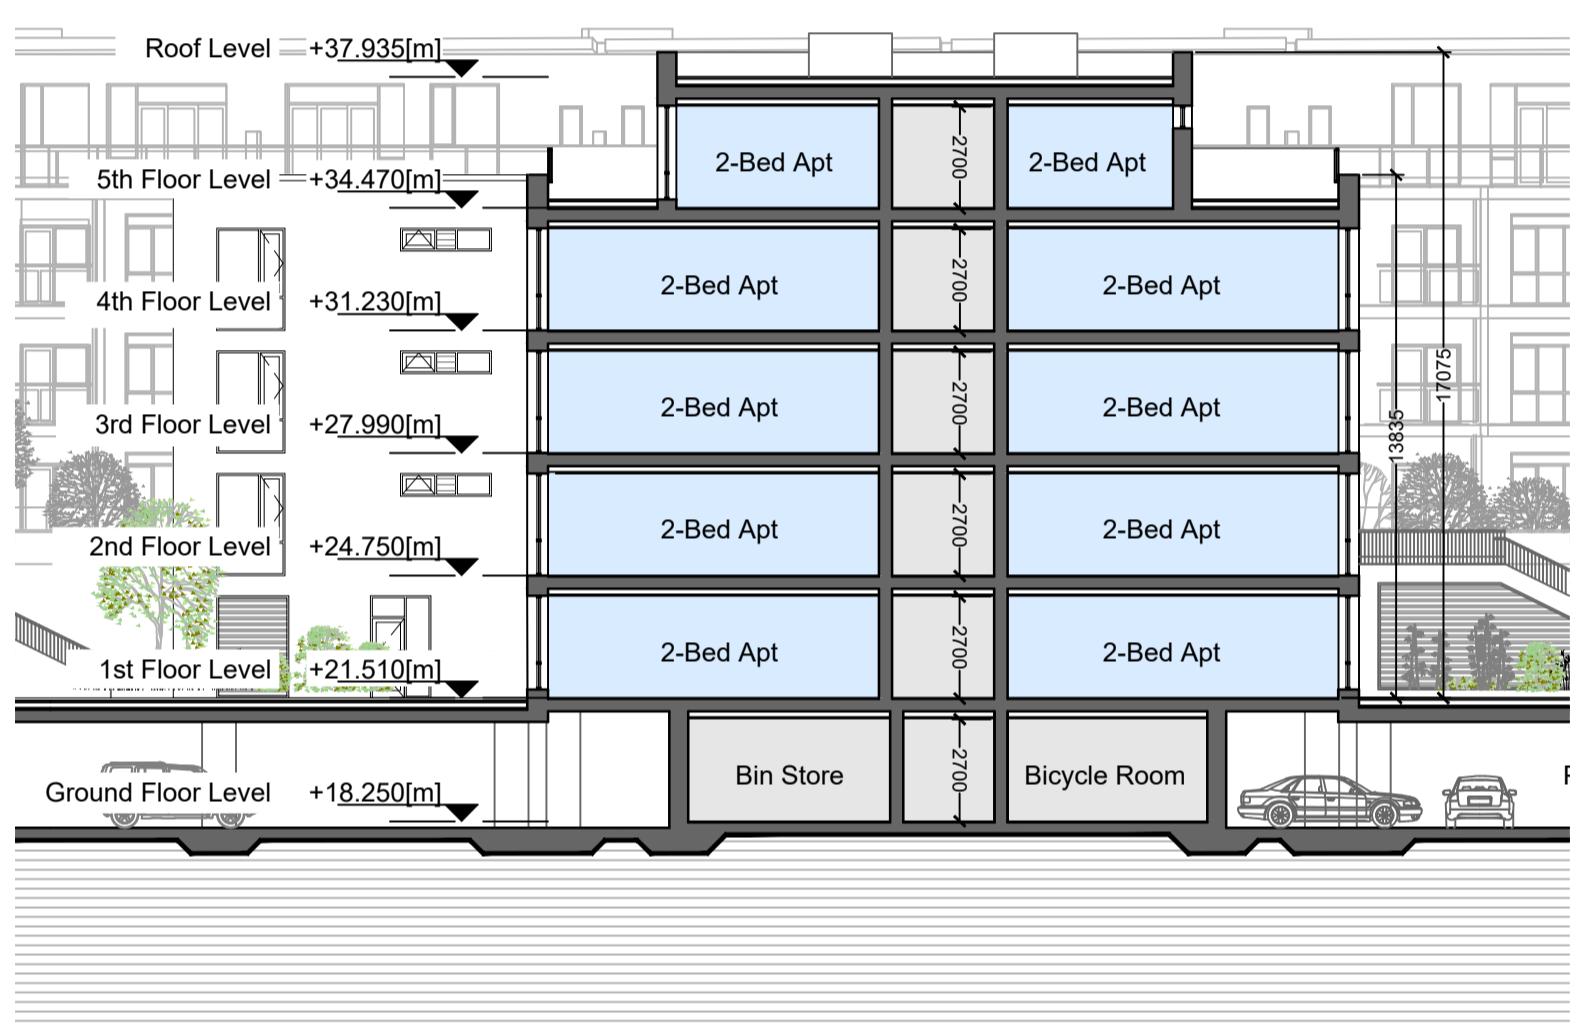 Roof Level +37.935[m]
2-Bed Apt 2700 2-Bed Apt
5th Floor Level +34.470[m]
2-Bed Apt 2700 2-Bed Apt
4th Floor Level +31.230[m]
17075
2-Bed Apt 2700 2-Bed Apt
3rd Floor Level +27.990[m]
13835
2-Bed Apt 2700 2-Bed Apt
2nd Floor Level +24.750[m]
2-Bed Apt 2700 2-Bed Apt
1st Floor Level +21.510[m]
Bin Store 2700 Bicycle Room
Ground Floor Level +18.250[m]